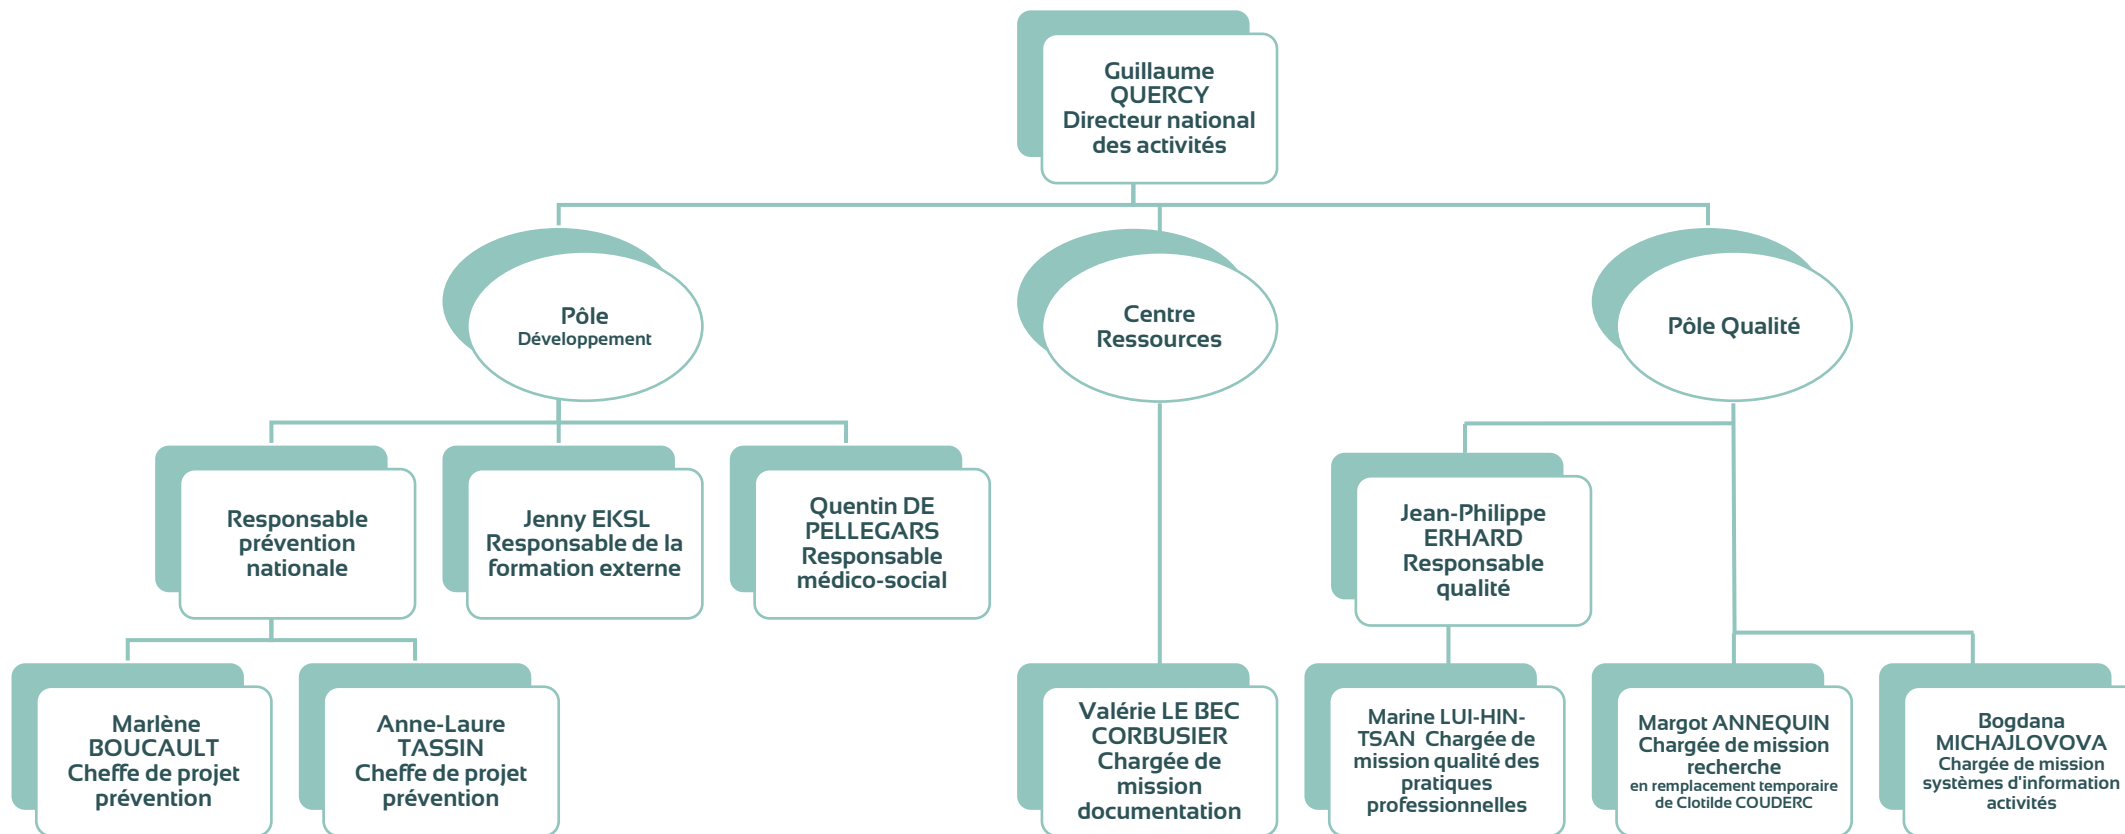 Guillaume
QUERCY
Directeur national
des activités
Pôle
Développement
Centre
Ressources
Pôle Qualité
Responsable
prévention
nationale
Jenny EKSL
Responsable de la
formation externe
Quentin DE
PELLEGARS
Responsable
médico-social
Jean-Philippe
ERHARD
Responsable
qualité
Marlène
BOUCAULT
Cheffe de projet
prévention
Anne-Laure
TASSIN
Cheffe de projet
prévention
Valérie LE BEC
CORBUSIER
Chargée de
mission
documentation
Marine LUI-HIN-
TSAN Chargée de
mission qualité des
pratiques
professionnelles
Margot ANNEQUIN
Chargée de mission
recherche
en remplacement temporaire
de Clotilde COUDERC
Bogdana
MICHAJLOVOVA
Chargée de mission
systèmes d'information
activités